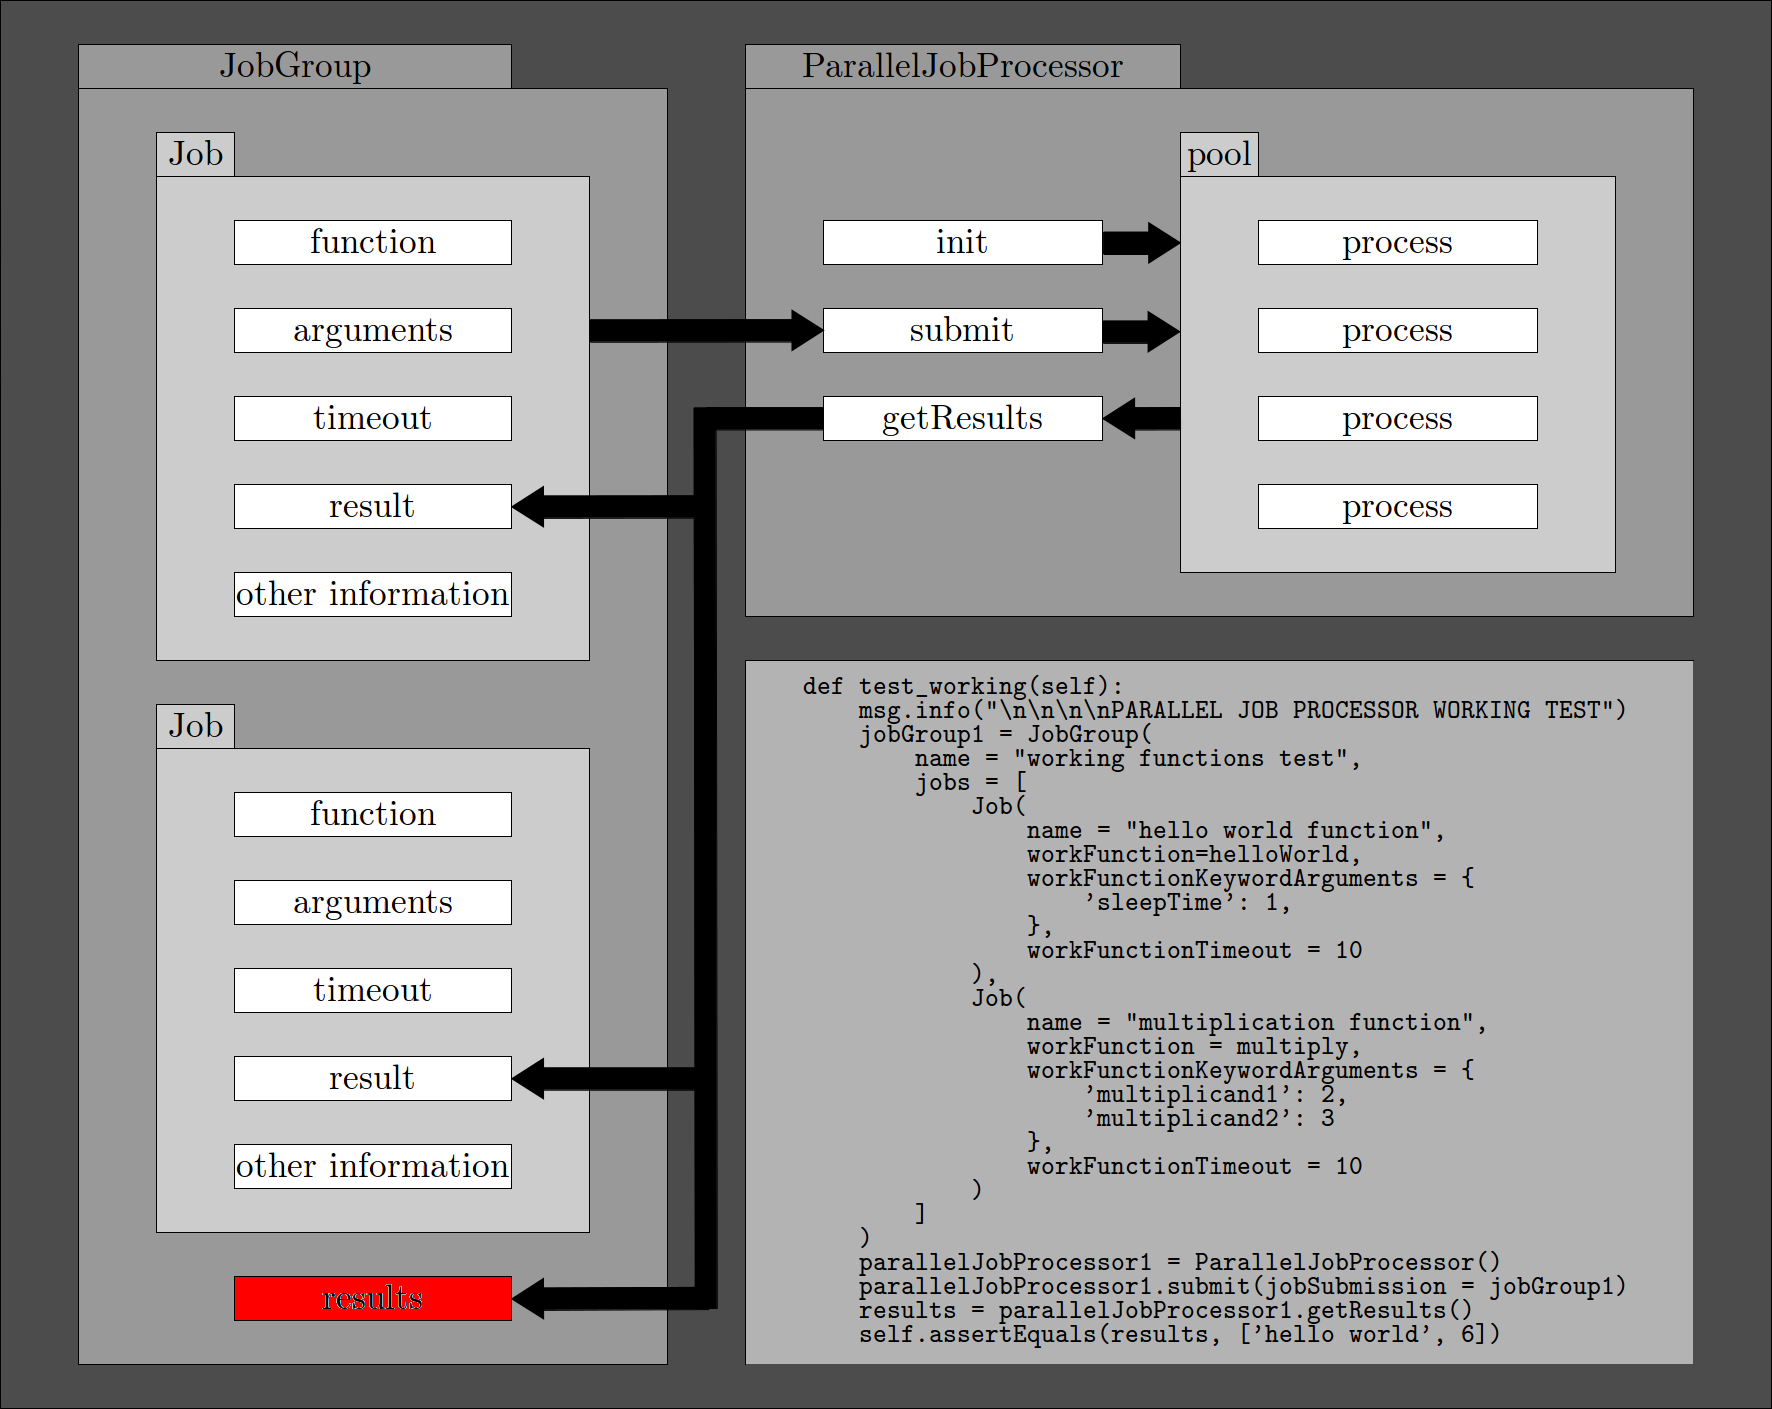 JobGroup
Job
function
arguments
timeout
result
other information
Job
function
arguments
timeout
result
other information
results
ParallelJobProcessor
init
submit
getResults
pool
process
process
process
process
def test_working(self):
    msg.info("\n\n\n\nPARALLEL JOB PROCESSOR WORKING TEST")
    jobGroup1 = JobGroup(
        name = "working functions test",
        jobs = [
            Job(
                name = "hello world function",
                workFunction=helloWorld,
                workFunctionKeywordArguments = {
                    ’sleepTime’: 1,
                },
                workFunctionTimeout = 10
            ),
            Job(
                name = "multiplication function",
                workFunction = multiply,
                workFunctionKeywordArguments = {
                    ’multiplicand1’: 2,
                    ’multiplicand2’: 3
                },
                workFunctionTimeout = 10
            )
        ]
    )
    parallelJobProcessor1 = ParallelJobProcessor()
    parallelJobProcessor1.submit(jobSubmission = jobGroup1)
    results = parallelJobProcessor1.getResults()
    self.assertEquals(results, [’hello world’, 6])